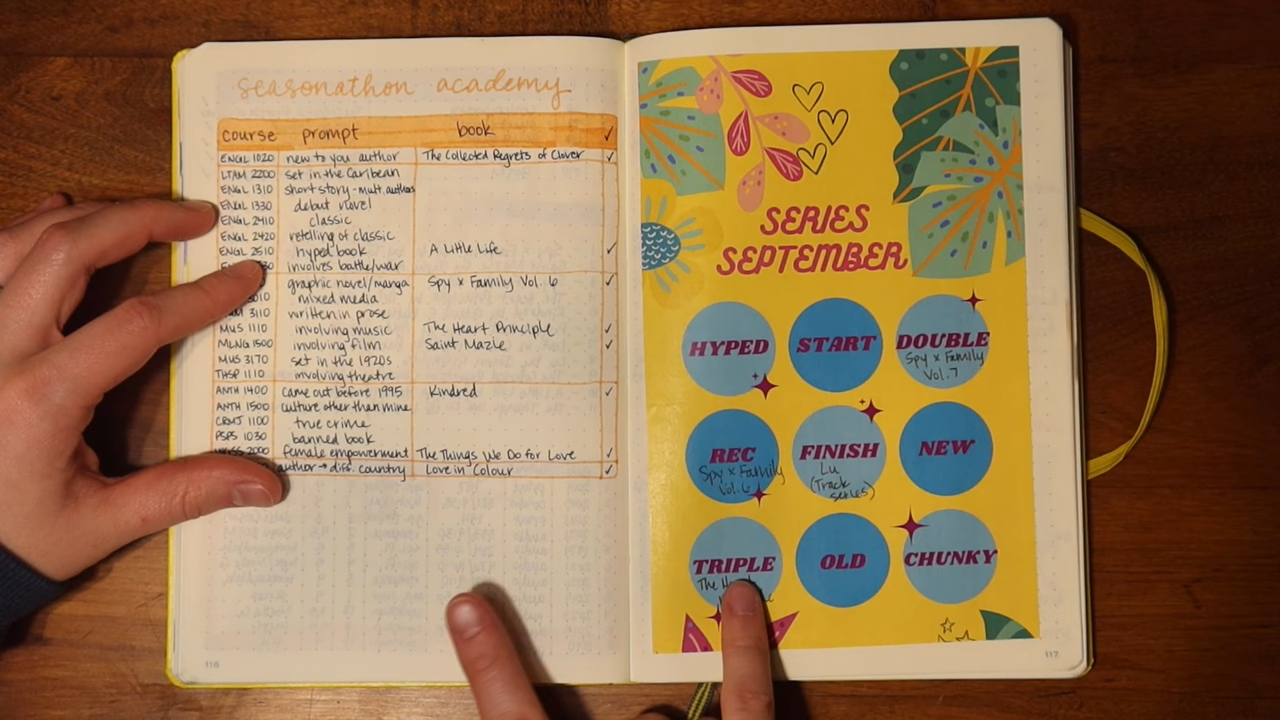 seasonathon academy
course prompt book ✓
ENGL 1020 new to you author The Collected Regrets of Clover ✓
LTAM 2200 set in the Caribean
ENGL 1310 short story - mult. authors
ENGL 1330 debut novel
ENGL 2410 classic
ENGL 2420 retelling of classic
ENGL 2510 hyped book A Little Life ✓
involves battle/war
graphic novel/manga Spy x Family Vol. 6 ✓
mixed media
3110 written in prose
MUS 1110 involving music The Heart Principle ✓
MLNG 1500 involving film Saint Mazie ✓
MUS 3170 set in the 1920s
THSP 1110 involving theatre
ANTH 1400 came out before 1995 Kindred ✓
ANTH 1500 culture other than mine
CRMJ 1100 true crime
PSPS 1030 banned book
2000 female empowerment The Things We Do for Love ✓
author → diff. country Love in Colour ✓
116
SERIES
SEPTEMBER
HYPED
START
DOUBLE
Spy x Family
Vol. 7
REC
Spy x Family
Vol. 6
FINISH
Lu
(Track
series)
NEW
TRIPLE
The
OLD
CHUNKY
117